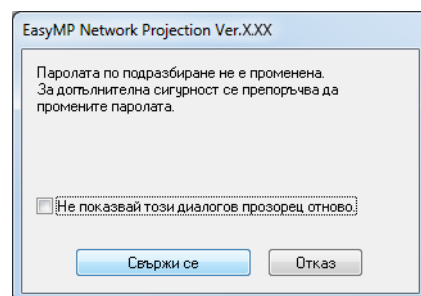 EasyMP Network Projection Ver.X.XX
Паролата по подразбиране не е променена.
За допълнителна сигурност се препоръчва да
промените паролата.
Не показвай този диалогов прозорец отново.
Свържи се
Отказ